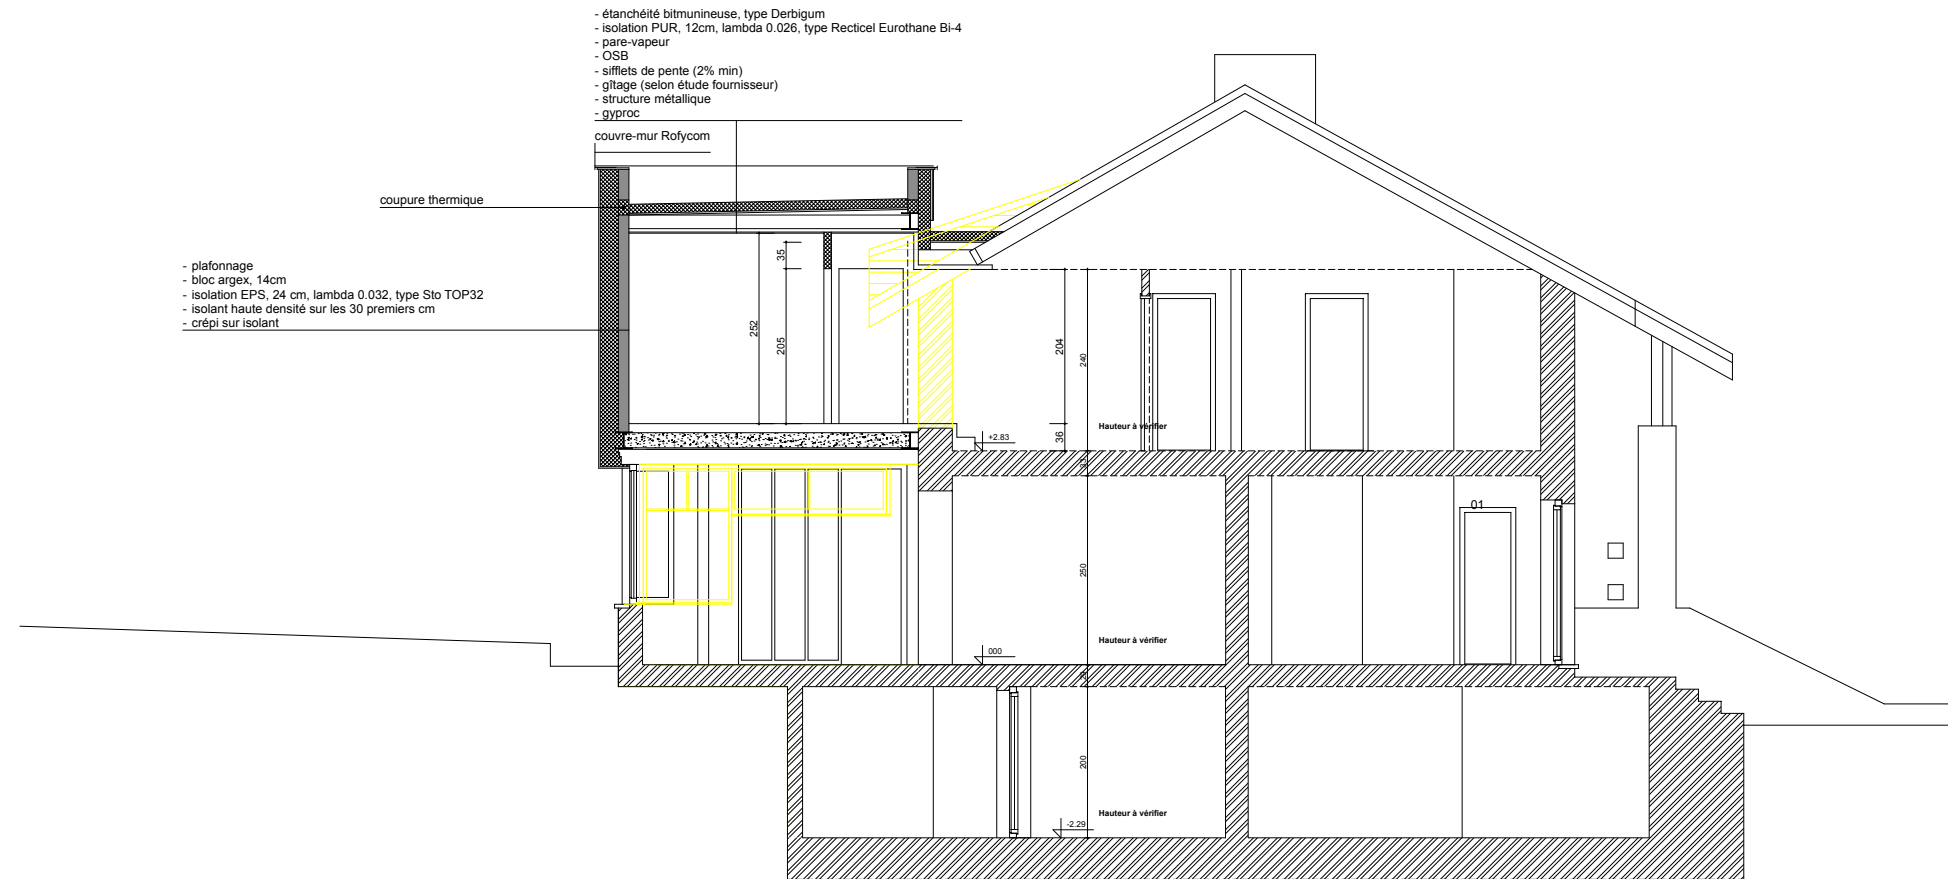 - étanchéité bitmunineuse, type Derbigum
- isolation PUR, 12cm, lambda 0.026, type Recticel Eurothane Bi-4
- pare-vapeur
- OSB
- sifflets de pente (2% min)
- gîtage (selon étude fournisseur)
- structure métallique
- gyproc
couvre-mur Rofycom
coupure thermique
- plafonnage
- bloc argex, 14cm
- isolation EPS, 24 cm, lambda 0.032, type Sto TOP32
- isolant haute densité sur les 30 premiers cm
- crépi sur isolant
35
252
205
204
240
36
Hauteur à vérifier
+2.83
33
01
250
Hauteur à vérifier
000
29
200
Hauteur à vérifier
-2.29